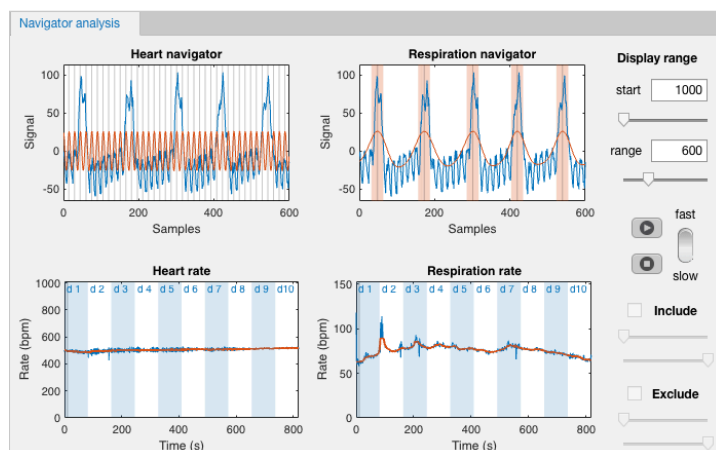 Navigator analysis
Heart navigator
Respiration navigator
Display range
start 1000
range 600
Signal
100
50
0
-50
0 200 400 600
Samples
Signal
100
50
0
-50
0 200 400 600
Samples
fast
slow
Heart rate
Respiration rate
Rate (bpm)
1000
800
600
400
200
0
d 1 d 2 d 3 d 4 d 5 d 6 d 7 d 8 d 9 d10
0 200 400 600 800
Time (s)
Rate (bpm)
150
100
50
0
d 1 d 2 d 3 d 4 d 5 d 6 d 7 d 8 d 9 d10
0 200 400 600 800
Time (s)
Include
Exclude